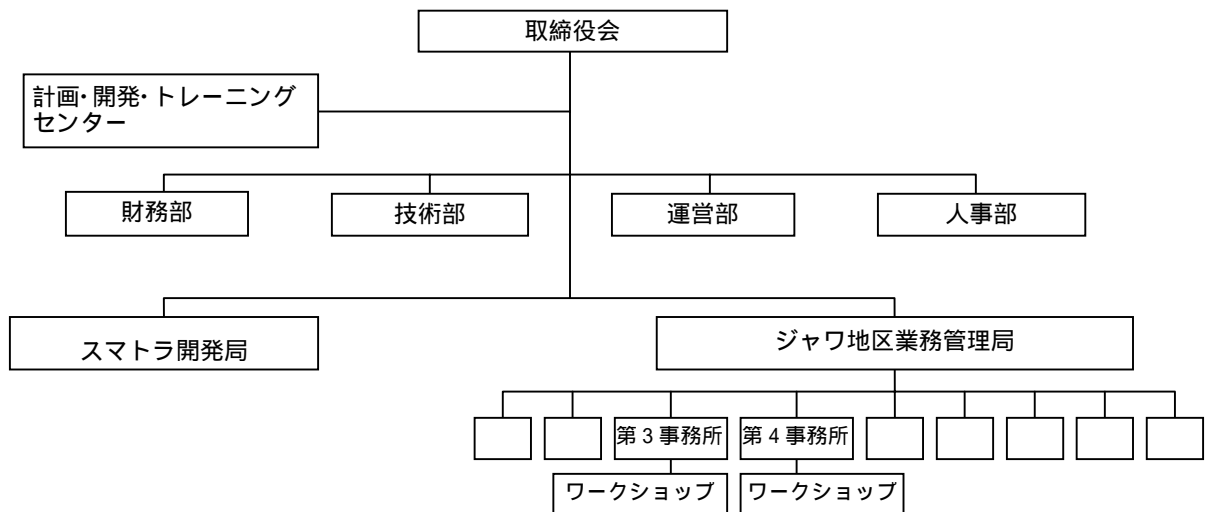 取締役会
計画・開発・トレーニング
センター
財務部
技術部
運営部
人事部
スマトラ開発局
ジャワ地区業務管理局
第3事務所
第4事務所
ワークショップ
ワークショップ